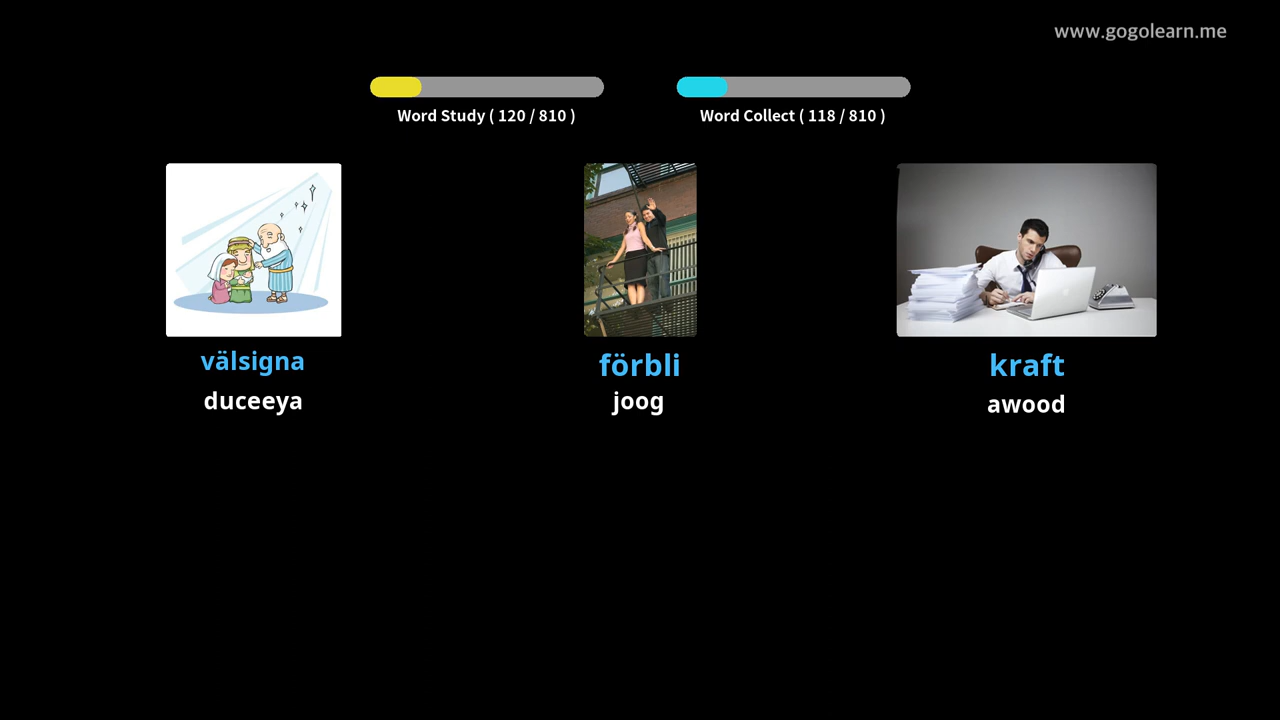 www.gogolearn.me
Word Study ( 120 / 810 )
Word Collect ( 118 / 810 )
välsigna
förbli
kraft
duceeya
joog
awood